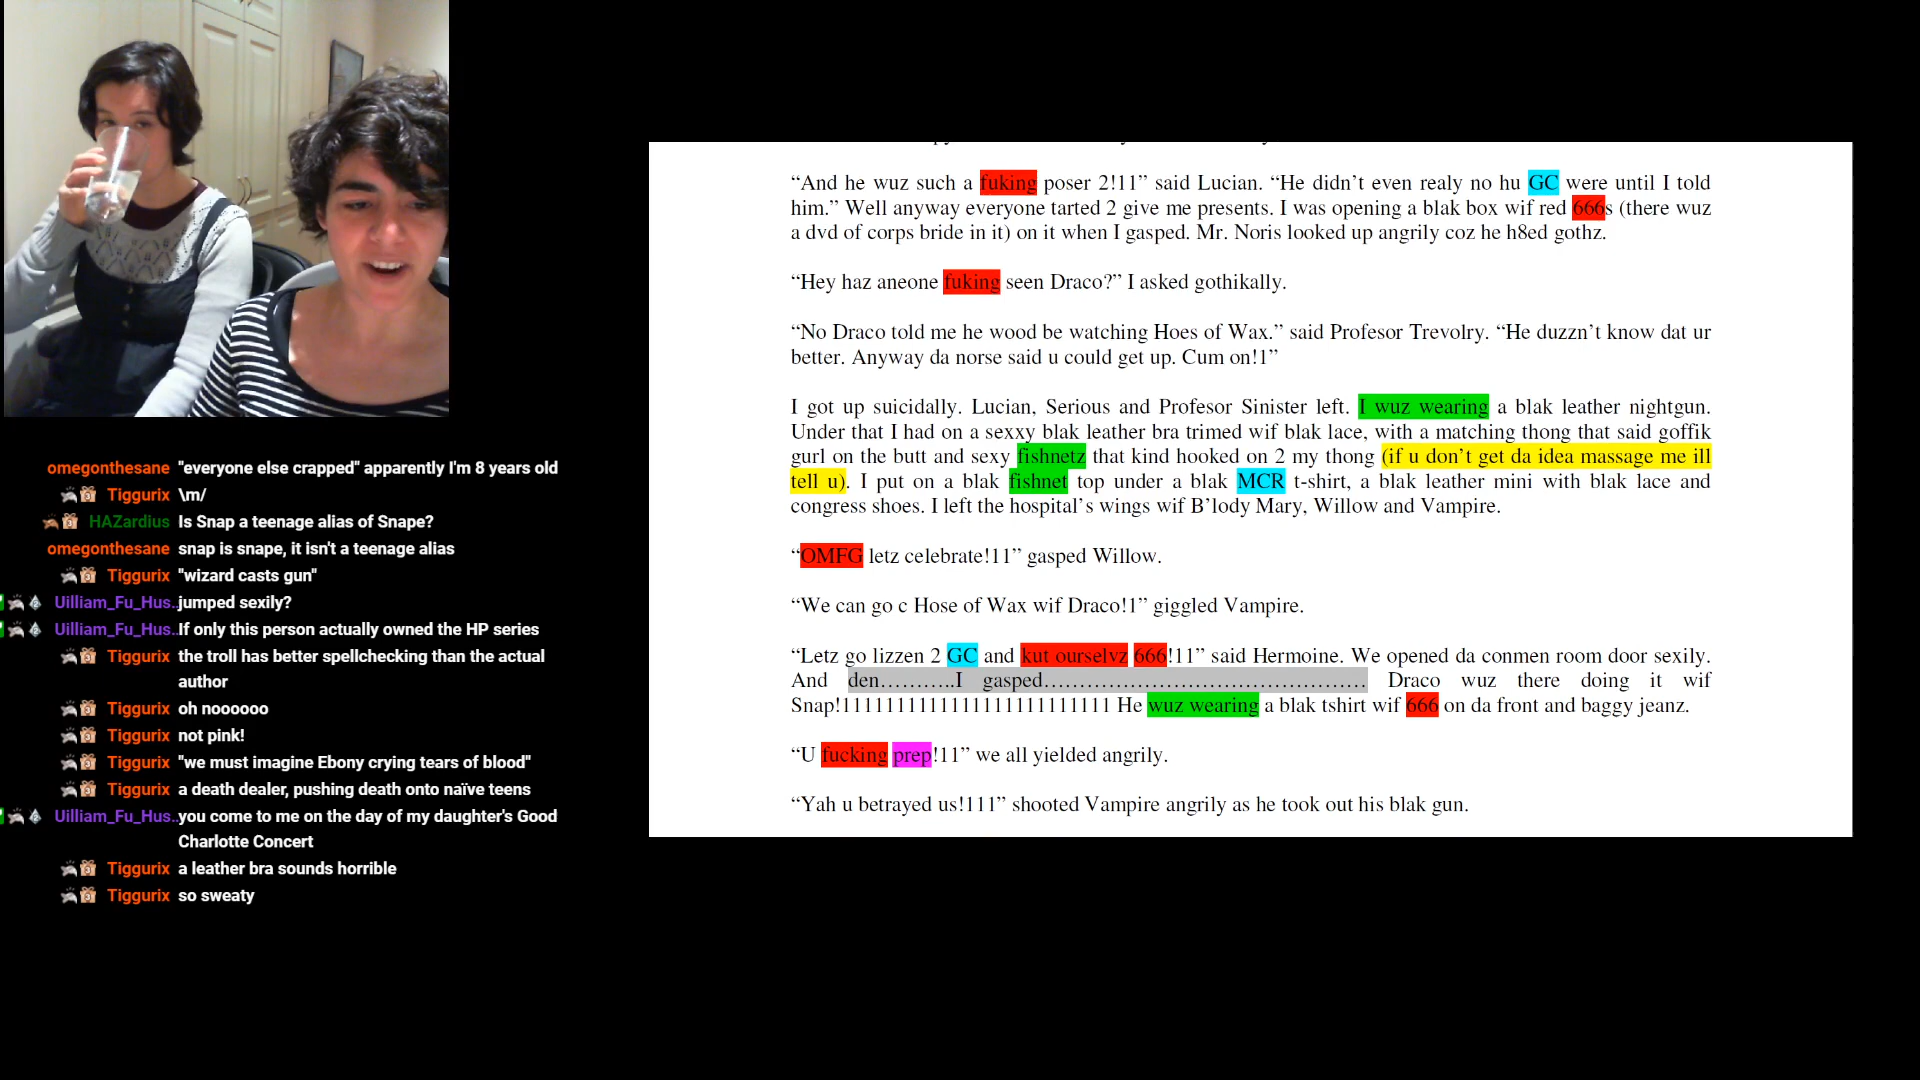 omegonthesane "everyone else crapped" apparently I'm 8 years old
Tiggurix \m/
HAZardius Is Snap a teenage alias of Snape?
omegonthesane snap is snape, it isn't a teenage alias
Tiggurix "wizard casts gun"
Uilliam_Fu_Hus.. jumped sexily?
Uilliam_Fu_Hus.. If only this person actually owned the HP series
Tiggurix the troll has better spellchecking than the actual
author
Tiggurix oh noooooo
Tiggurix not pink!
Tiggurix "we must imagine Ebony crying tears of blood"
Tiggurix a death dealer, pushing death onto naïve teens
Uilliam_Fu_Hus.. you come to me on the day of my daughter's Good
Charlotte Concert
Tiggurix a leather bra sounds horrible
Tiggurix so sweaty
“And he wuz such a fuking poser 2!11” said Lucian. “He didn’t even realy no hu GC were until I told
him.” Well anyway everyone tarted 2 give me presents. I was opening a blak box wif red 666s (there wuz
a dvd of corps bride in it) on it when I gasped. Mr. Noris looked up angrily coz he h8ed gothz.
“Hey haz aneone fuking seen Draco?” I asked gothikally.
“No Draco told me he wood be watching Hoes of Wax.” said Profesor Trevolry. “He duzzn’t know dat ur
better. Anyway da norse said u could get up. Cum on!1”
I got up suicidally. Lucian, Serious and Profesor Sinister left. I wuz wearing a blak leather nightgun.
Under that I had on a sexxy blak leather bra trimed wif blak lace, with a matching thong that said goffik
gurl on the butt and sexy fishnetz that kind hooked on 2 my thong (if u don’t get da idea massage me ill
tell u). I put on a blak fishnet top under a blak MCR t-shirt, a blak leather mini with blak lace and
congress shoes. I left the hospital’s wings wif B’lody Mary, Willow and Vampire.
“OMFG letz celebrate!11” gasped Willow.
“We can go c Hose of Wax wif Draco!1” giggled Vampire.
“Letz go lizzen 2 GC and kut ourselvz 666!11” said Hermoine. We opened da conmen room door sexily.
And den………..I gasped……………………………………… Draco wuz there doing it wif
Snap!1111111111111111111111111 He wuz wearing a blak tshirt wif 666 on da front and baggy jeanz.
“U fucking prep!11” we all yielded angrily.
“Yah u betrayed us!111” shooted Vampire angrily as he took out his blak gun.